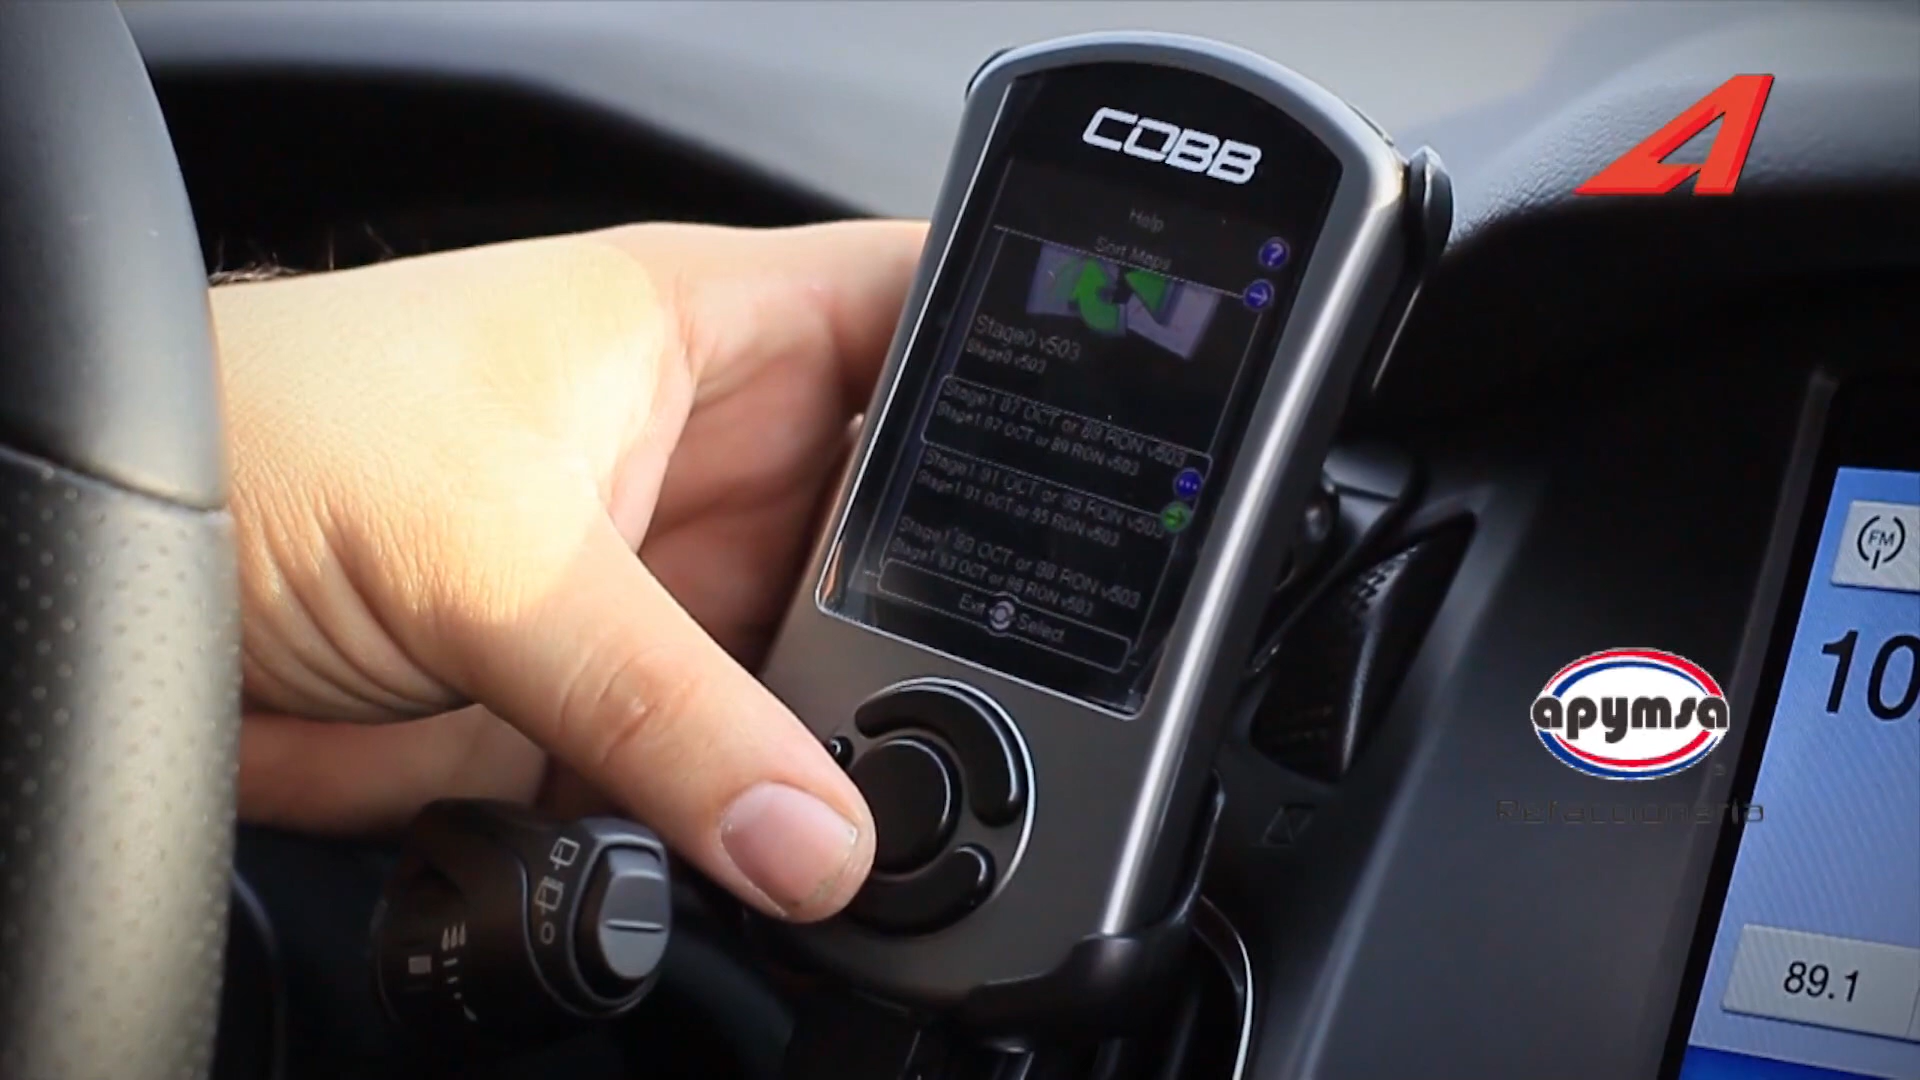 COBB
Help
Sort Maps
Stage0 v503
Stage0 v503
Stage1 87 OCT or 89 RON v503
Stage1 87 OCT or 89 RON v503
Stage1 91 OCT or 95 RON v503
Stage1 91 OCT or 95 RON v503
Stage1 93 OCT or 98 RON v503
Stage1 93 OCT or 98 RON v503
Exit Select
FM
10
apymsa
Refaccionaria
89.1